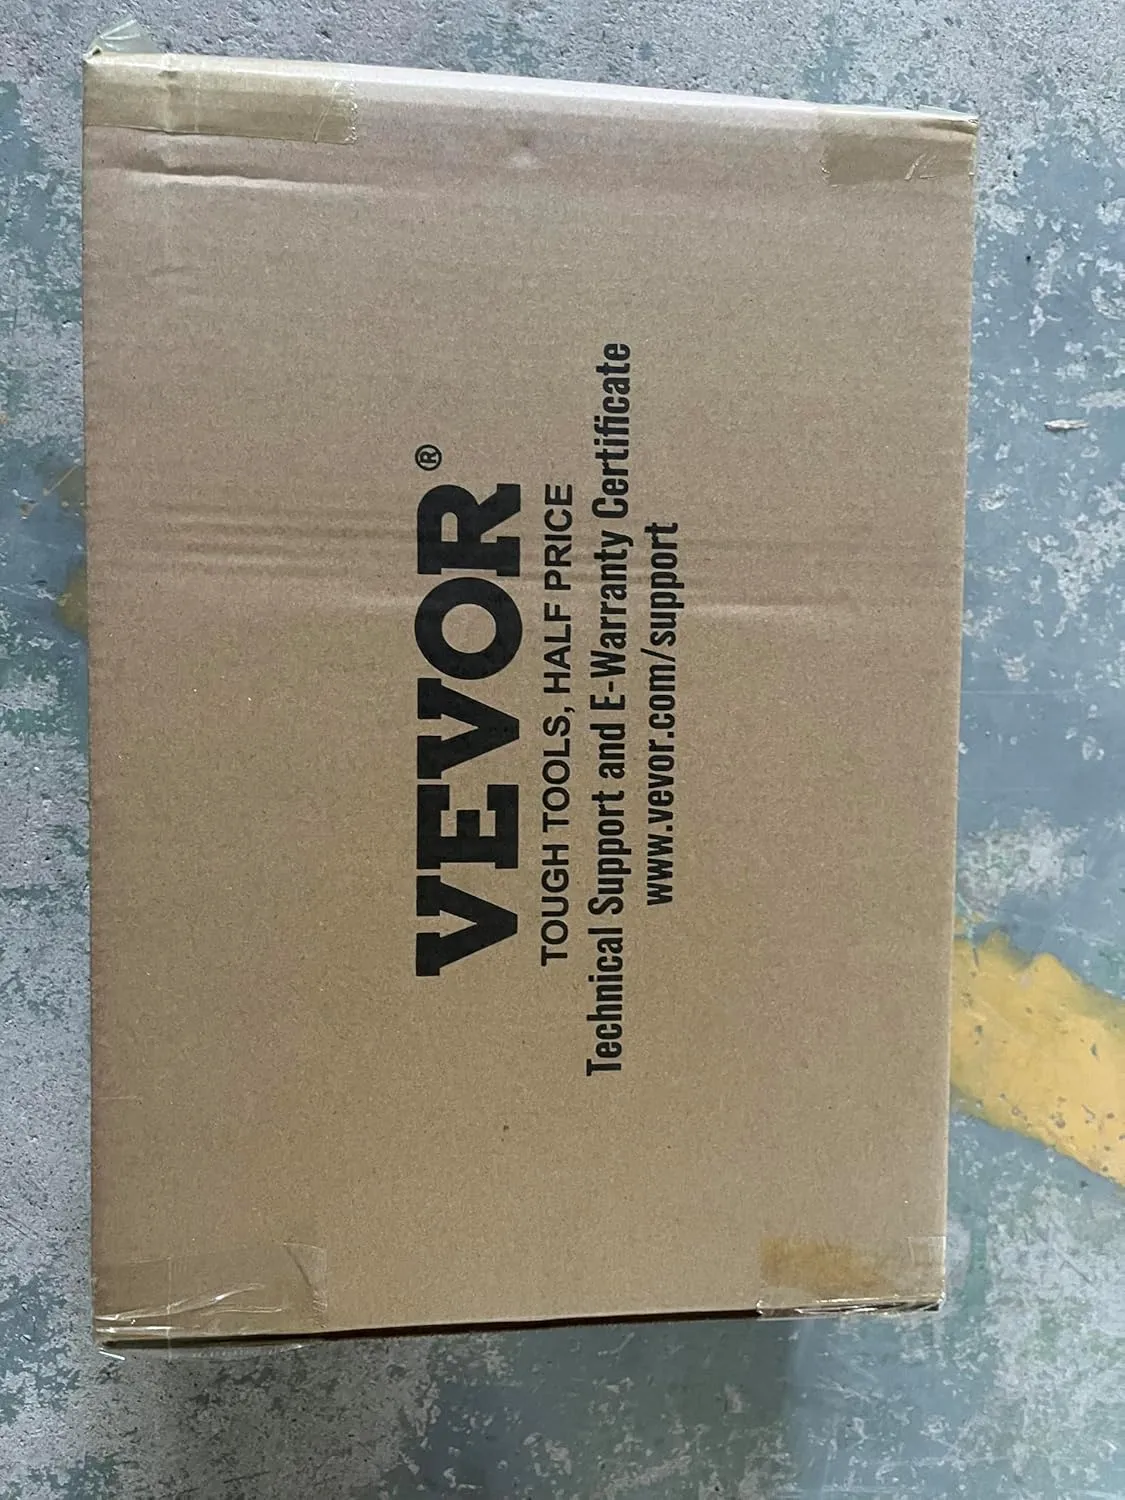 VEVOR®
TOUGH TOOLS, HALF PRICE
Technical Support and E-Warranty Certificate
www.vevor.com/support